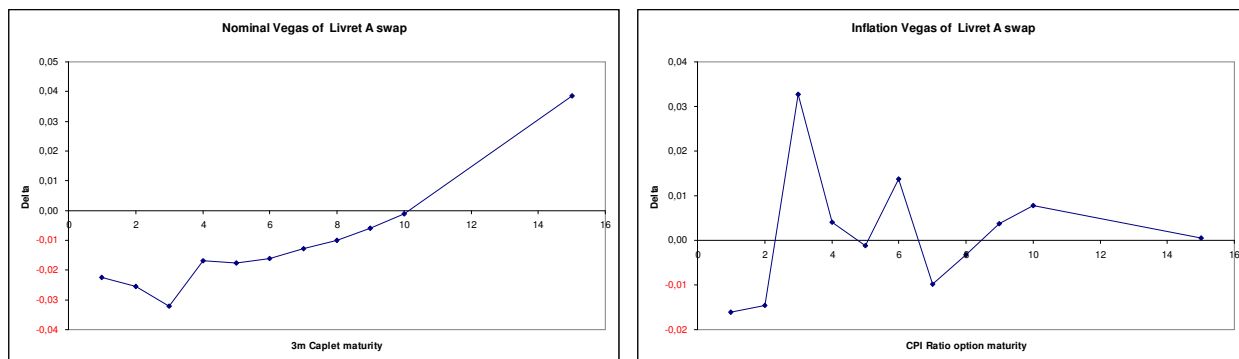 Nominal Vegas of Livret A swap
0,05
0,04
0,03
0,02
0,01
0,00
-0,01
-0,02
-0,03
-0,04
0 2 4 6 8 10 12 14 16
Delta
3m Caplet maturity
Inflation Vegas of Livret A swap
0,04
0,03
0,02
0,01
0,00
-0,01
-0,02
0 2 4 6 8 10 12 14 16
Delta
CPI Ratio option maturity